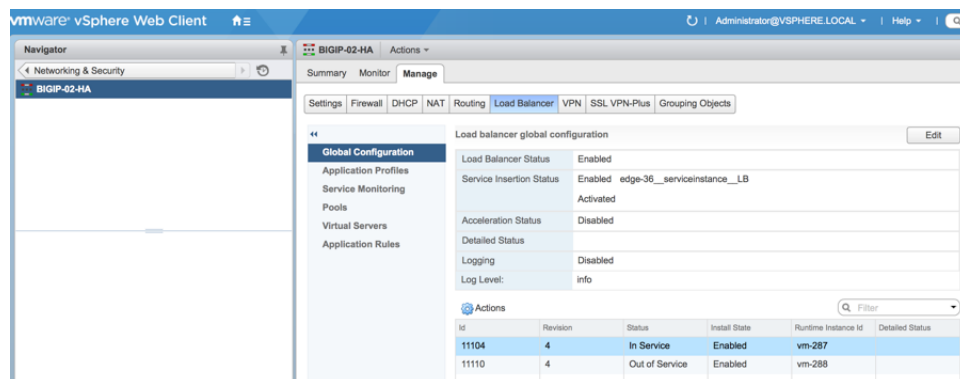 vmware® vSphere Web Client
Administrator@VSPHERE.LOCAL | Help
Navigator
BIGIP-02-HA Actions
Networking & Security
Summary Monitor Manage
BIGIP-02-HA
Settings Firewall DHCP NAT Routing Load Balancer VPN SSL VPN-Plus Grouping Objects
Load balancer global configuration Edit
Global Configuration
Application Profiles
Service Monitoring
Pools
Virtual Servers
Application Rules
Load Balancer Status Enabled
Service Insertion Status Enabled edge-36__serviceinstance__LB
Activated
Acceleration Status Disabled
Detailed Status
Logging Disabled
Log Level: info
Actions Filter
Id Revision Status Install State Runtime Instance Id Detailed Status
11104 4 In Service Enabled vm-287
11110 4 Out of Service Enabled vm-288